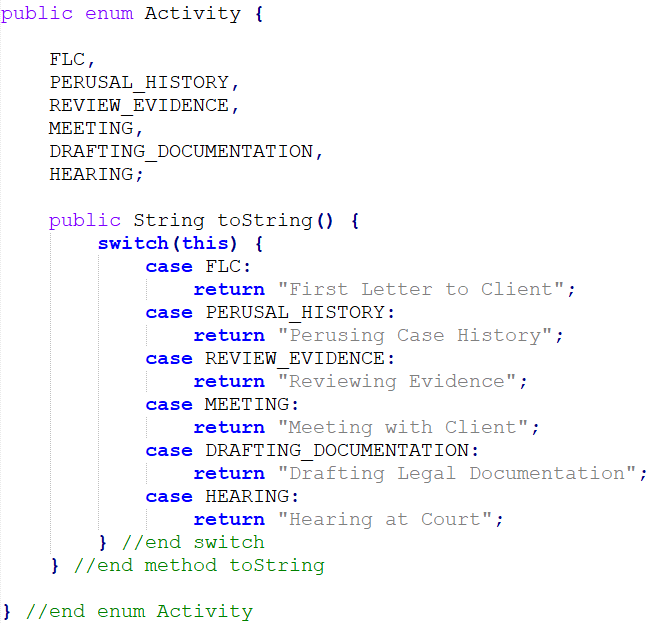 public enum Activity {
FLC,
PERUSAL_HISTORY,
REVIEW_EVIDENCE,
MEETING,
DRAFTING_DOCUMENTATION,
HEARING;
public String toString() {
switch(this) {
case FLC:
return "First Letter to Client";
case PERUSAL_HISTORY:
return "Perusing Case History";
case REVIEW_EVIDENCE:
return "Reviewing Evidence";
case MEETING:
return "Meeting with Client";
case DRAFTING_DOCUMENTATION:
return "Drafting Legal Documentation";
case HEARING:
return "Hearing at Court";
} //end switch
} //end method toString
} //end enum Activity